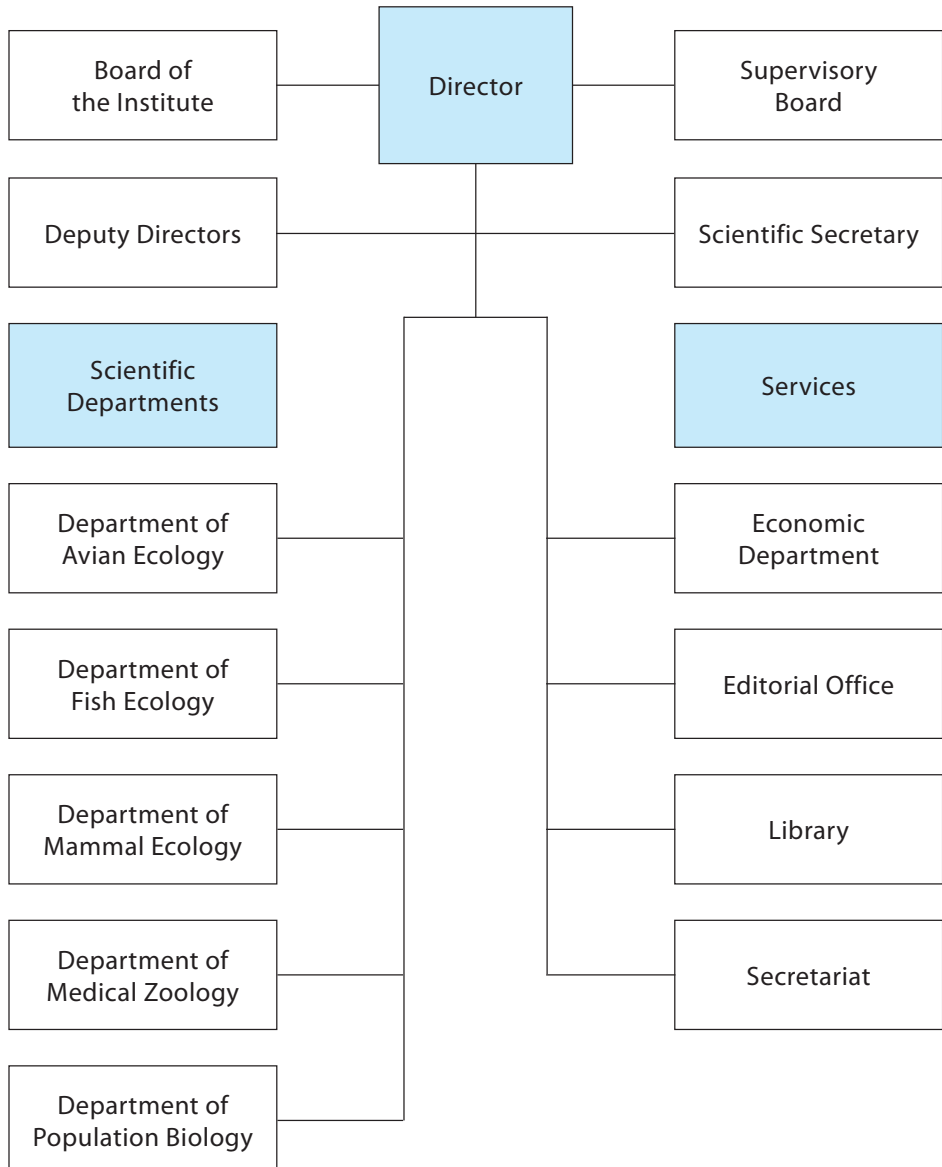 Board of
the Institute
Director
Supervisory
Board
Deputy Directors
Scientific Secretary
Scientific
Departments
Services
Department of
Avian Ecology
Economic
Department
Department of
Fish Ecology
Editorial Office
Department of
Mammal Ecology
Library
Department of
Medical Zoology
Secretariat
Department of
Population Biology